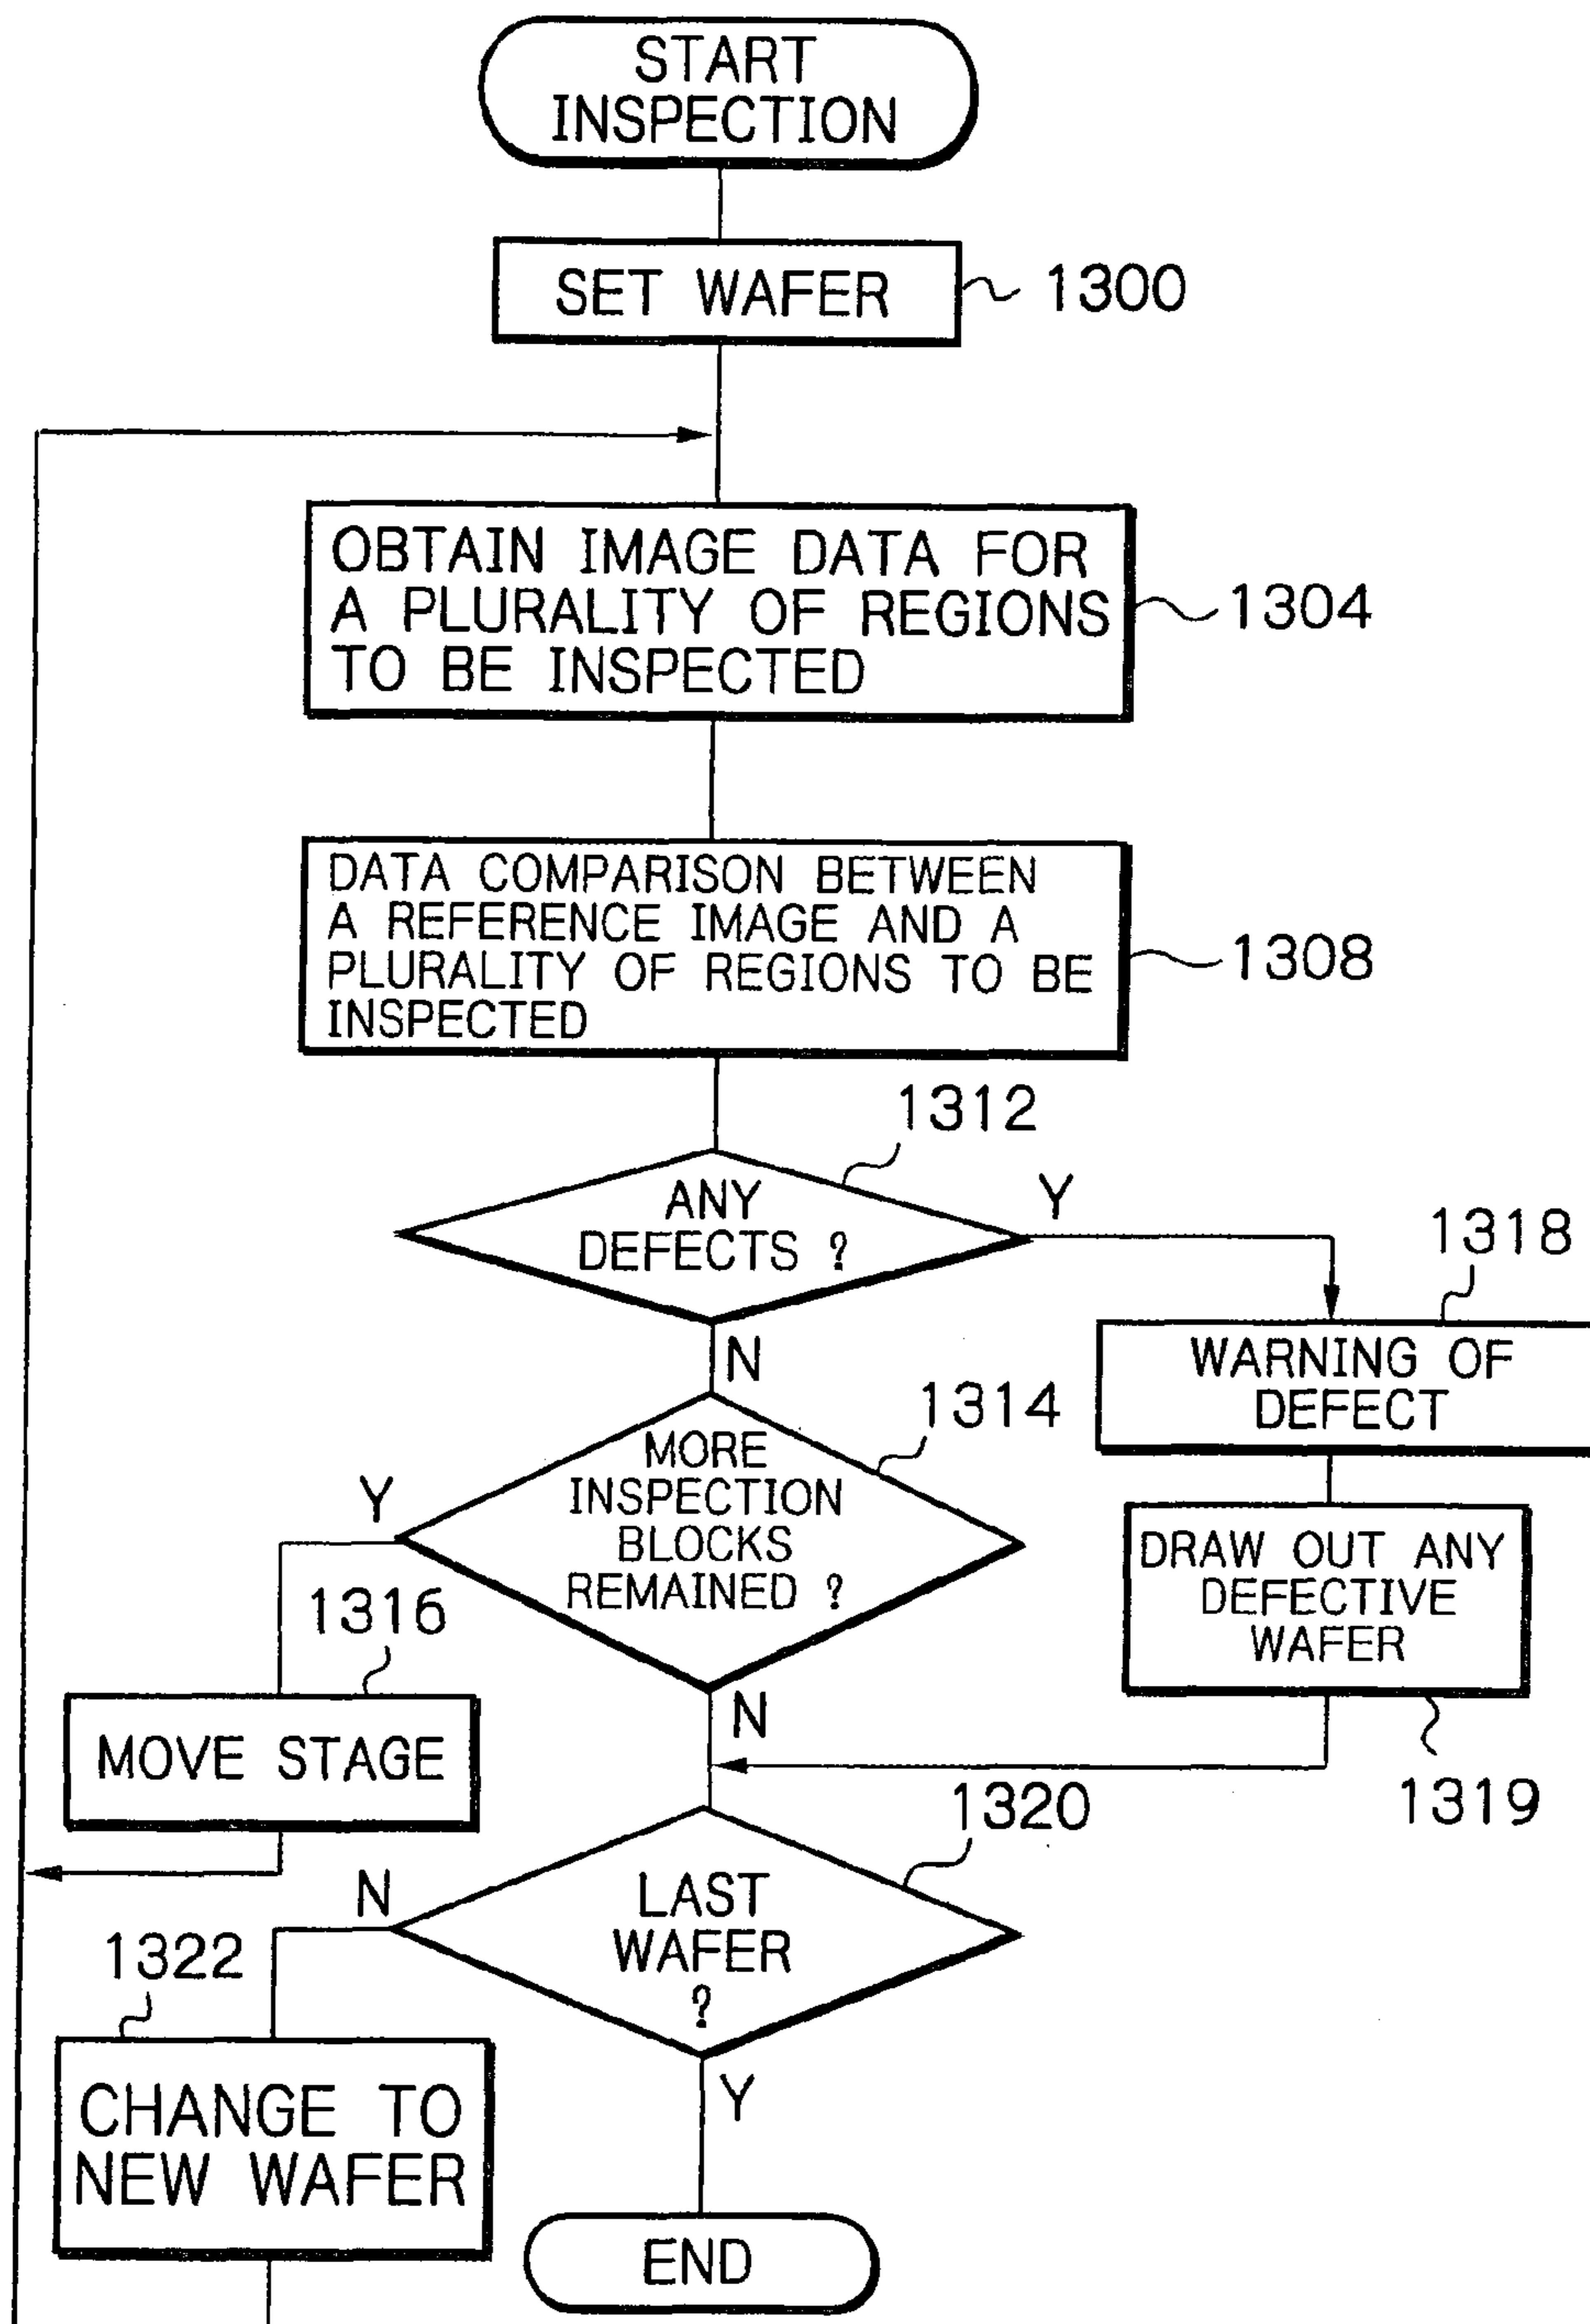 START
INSPECTION
SET WAFER
1300
OBTAIN IMAGE DATA FOR
A PLURALITY OF REGIONS
TO BE INSPECTED
1304
DATA COMPARISON BETWEEN
A REFERENCE IMAGE AND A
PLURALITY OF REGIONS TO BE
INSPECTED
1308
1312
ANY
DEFECTS ?
Y
N
1318
WARNING OF
DEFECT
1314
MORE
INSPECTION
BLOCKS
REMAINED ?
Y
N
DRAW OUT ANY
DEFECTIVE
WAFER
1319
1316
MOVE STAGE
1320
LAST
WAFER
?
N
Y
1322
CHANGE TO
NEW WAFER
END